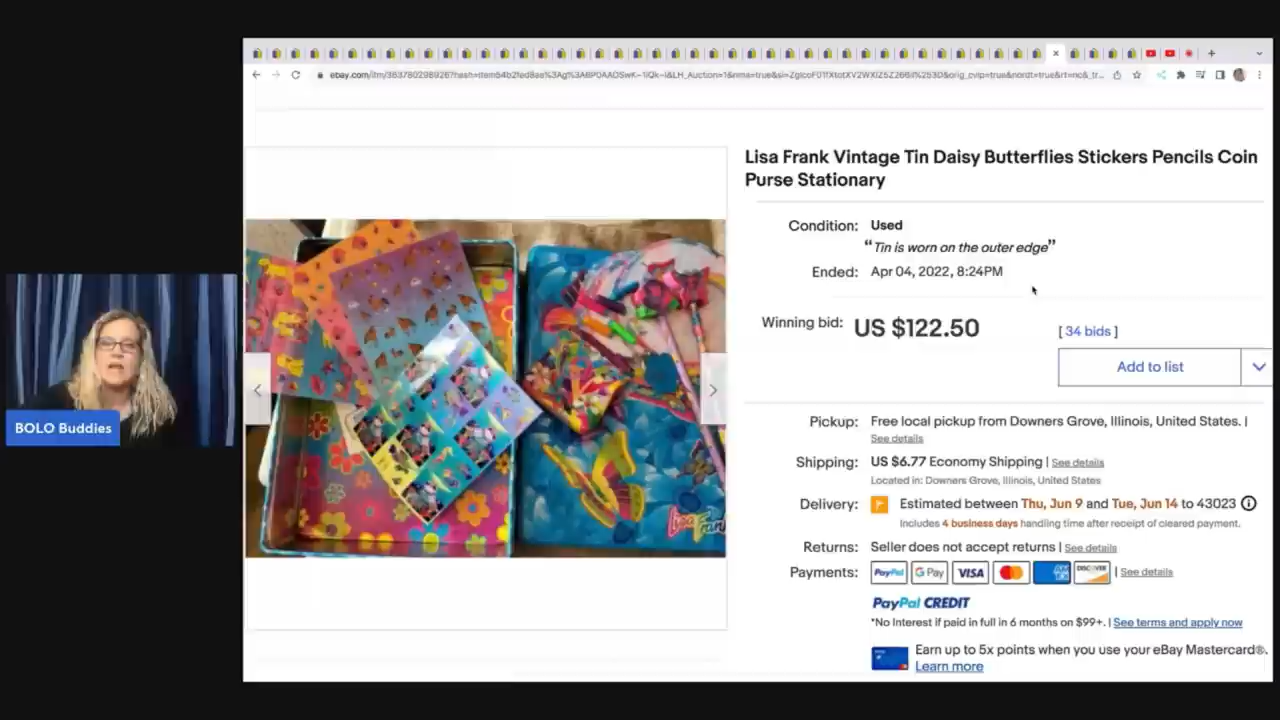 Lisa Frank Vintage Tin Daisy Butterflies Stickers Pencils Coin
Purse Stationary
Condition: Used
“Tin is worn on the outer edge”
Ended: Apr 04, 2022, 8:24PM
Winning bid: US $122.50 [ 34 bids ]
Add to list
Pickup: Free local pickup from Downers Grove, Illinois, United States. |
See details
Shipping: US $6.77 Economy Shipping | See details
Located in: Downers Grove, Illinois, United States
Delivery: Estimated between Thu, Jun 9 and Tue, Jun 14 to 43023
Includes 4 business days handling time after receipt of cleared payment.
Returns: Seller does not accept returns | See details
Payments: PayPal G Pay VISA DISCOVER | See details
PayPal CREDIT
*No Interest if paid in full in 6 months on $99+. | See terms and apply now
Earn up to 5x points when you use your eBay Mastercard®.
Learn more
BOLO Buddies
Lisa Frank